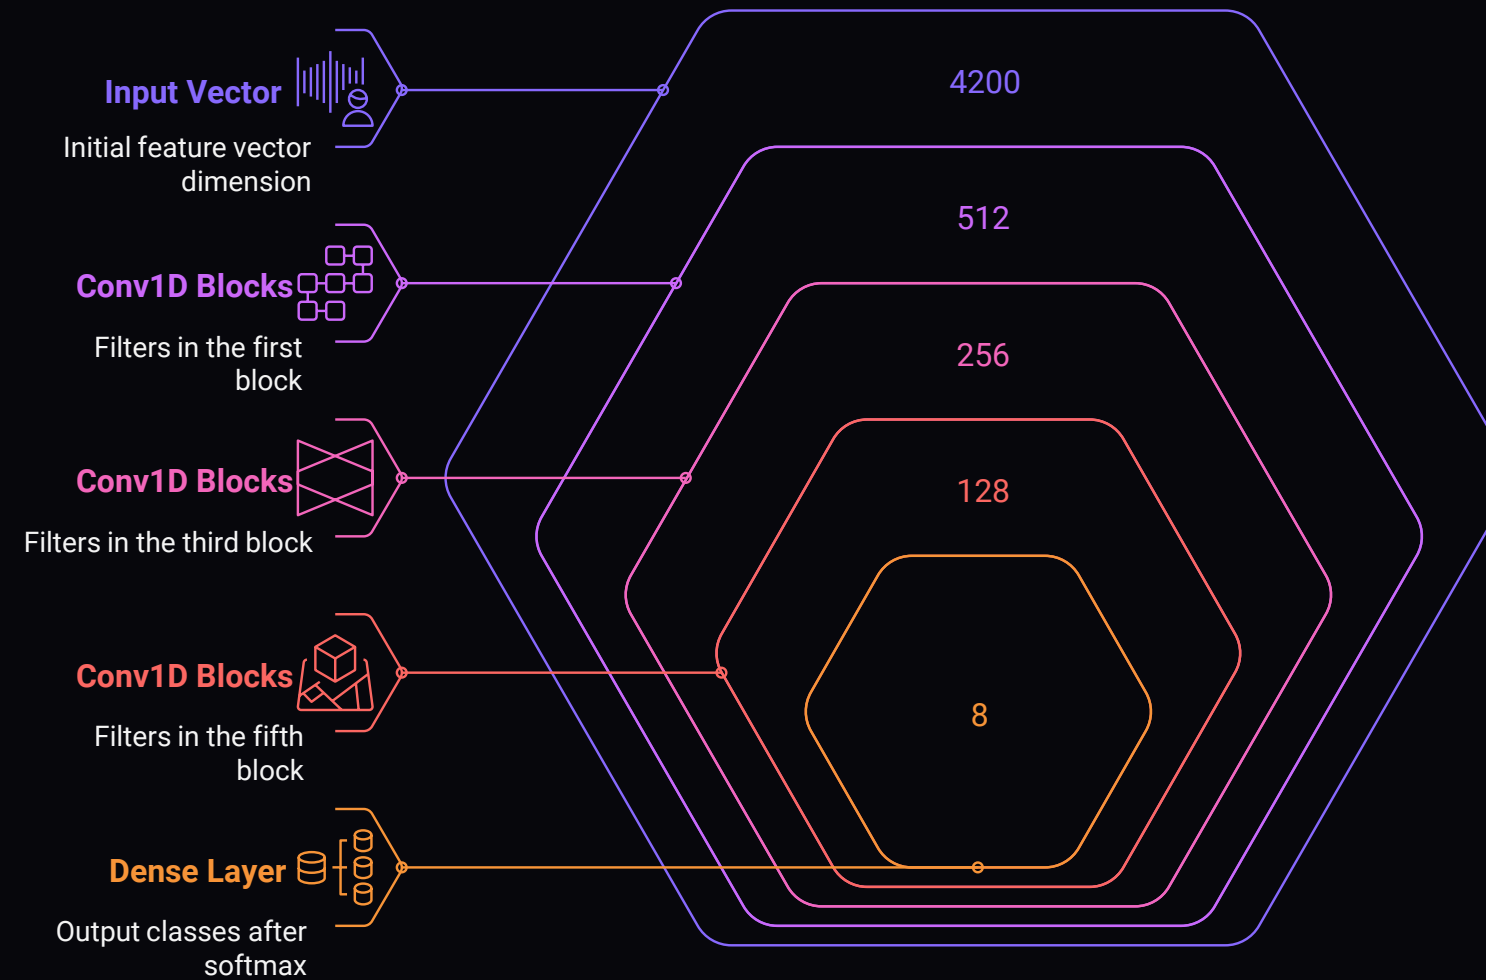 Input Vector
Initial feature vector
dimension
4200
Conv1D Blocks
Filters in the first
block
512
Conv1D Blocks
Filters in the third block
256
Conv1D Blocks
Filters in the fifth
block
128
Dense Layer
Output classes after
softmax
8